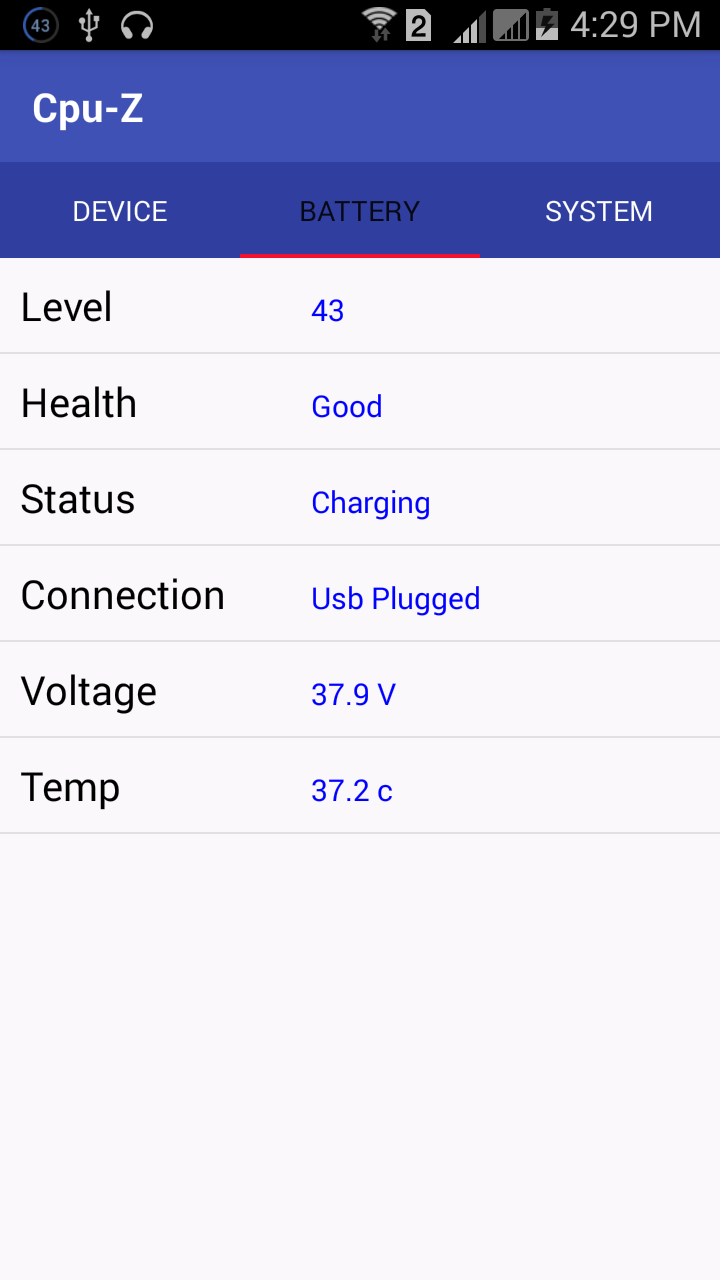 43 2 4:29 PM
Cpu-Z
DEVICE BATTERY SYSTEM
Level 43
Health Good
Status Charging
Connection Usb Plugged
Voltage 37.9 V
Temp 37.2 c